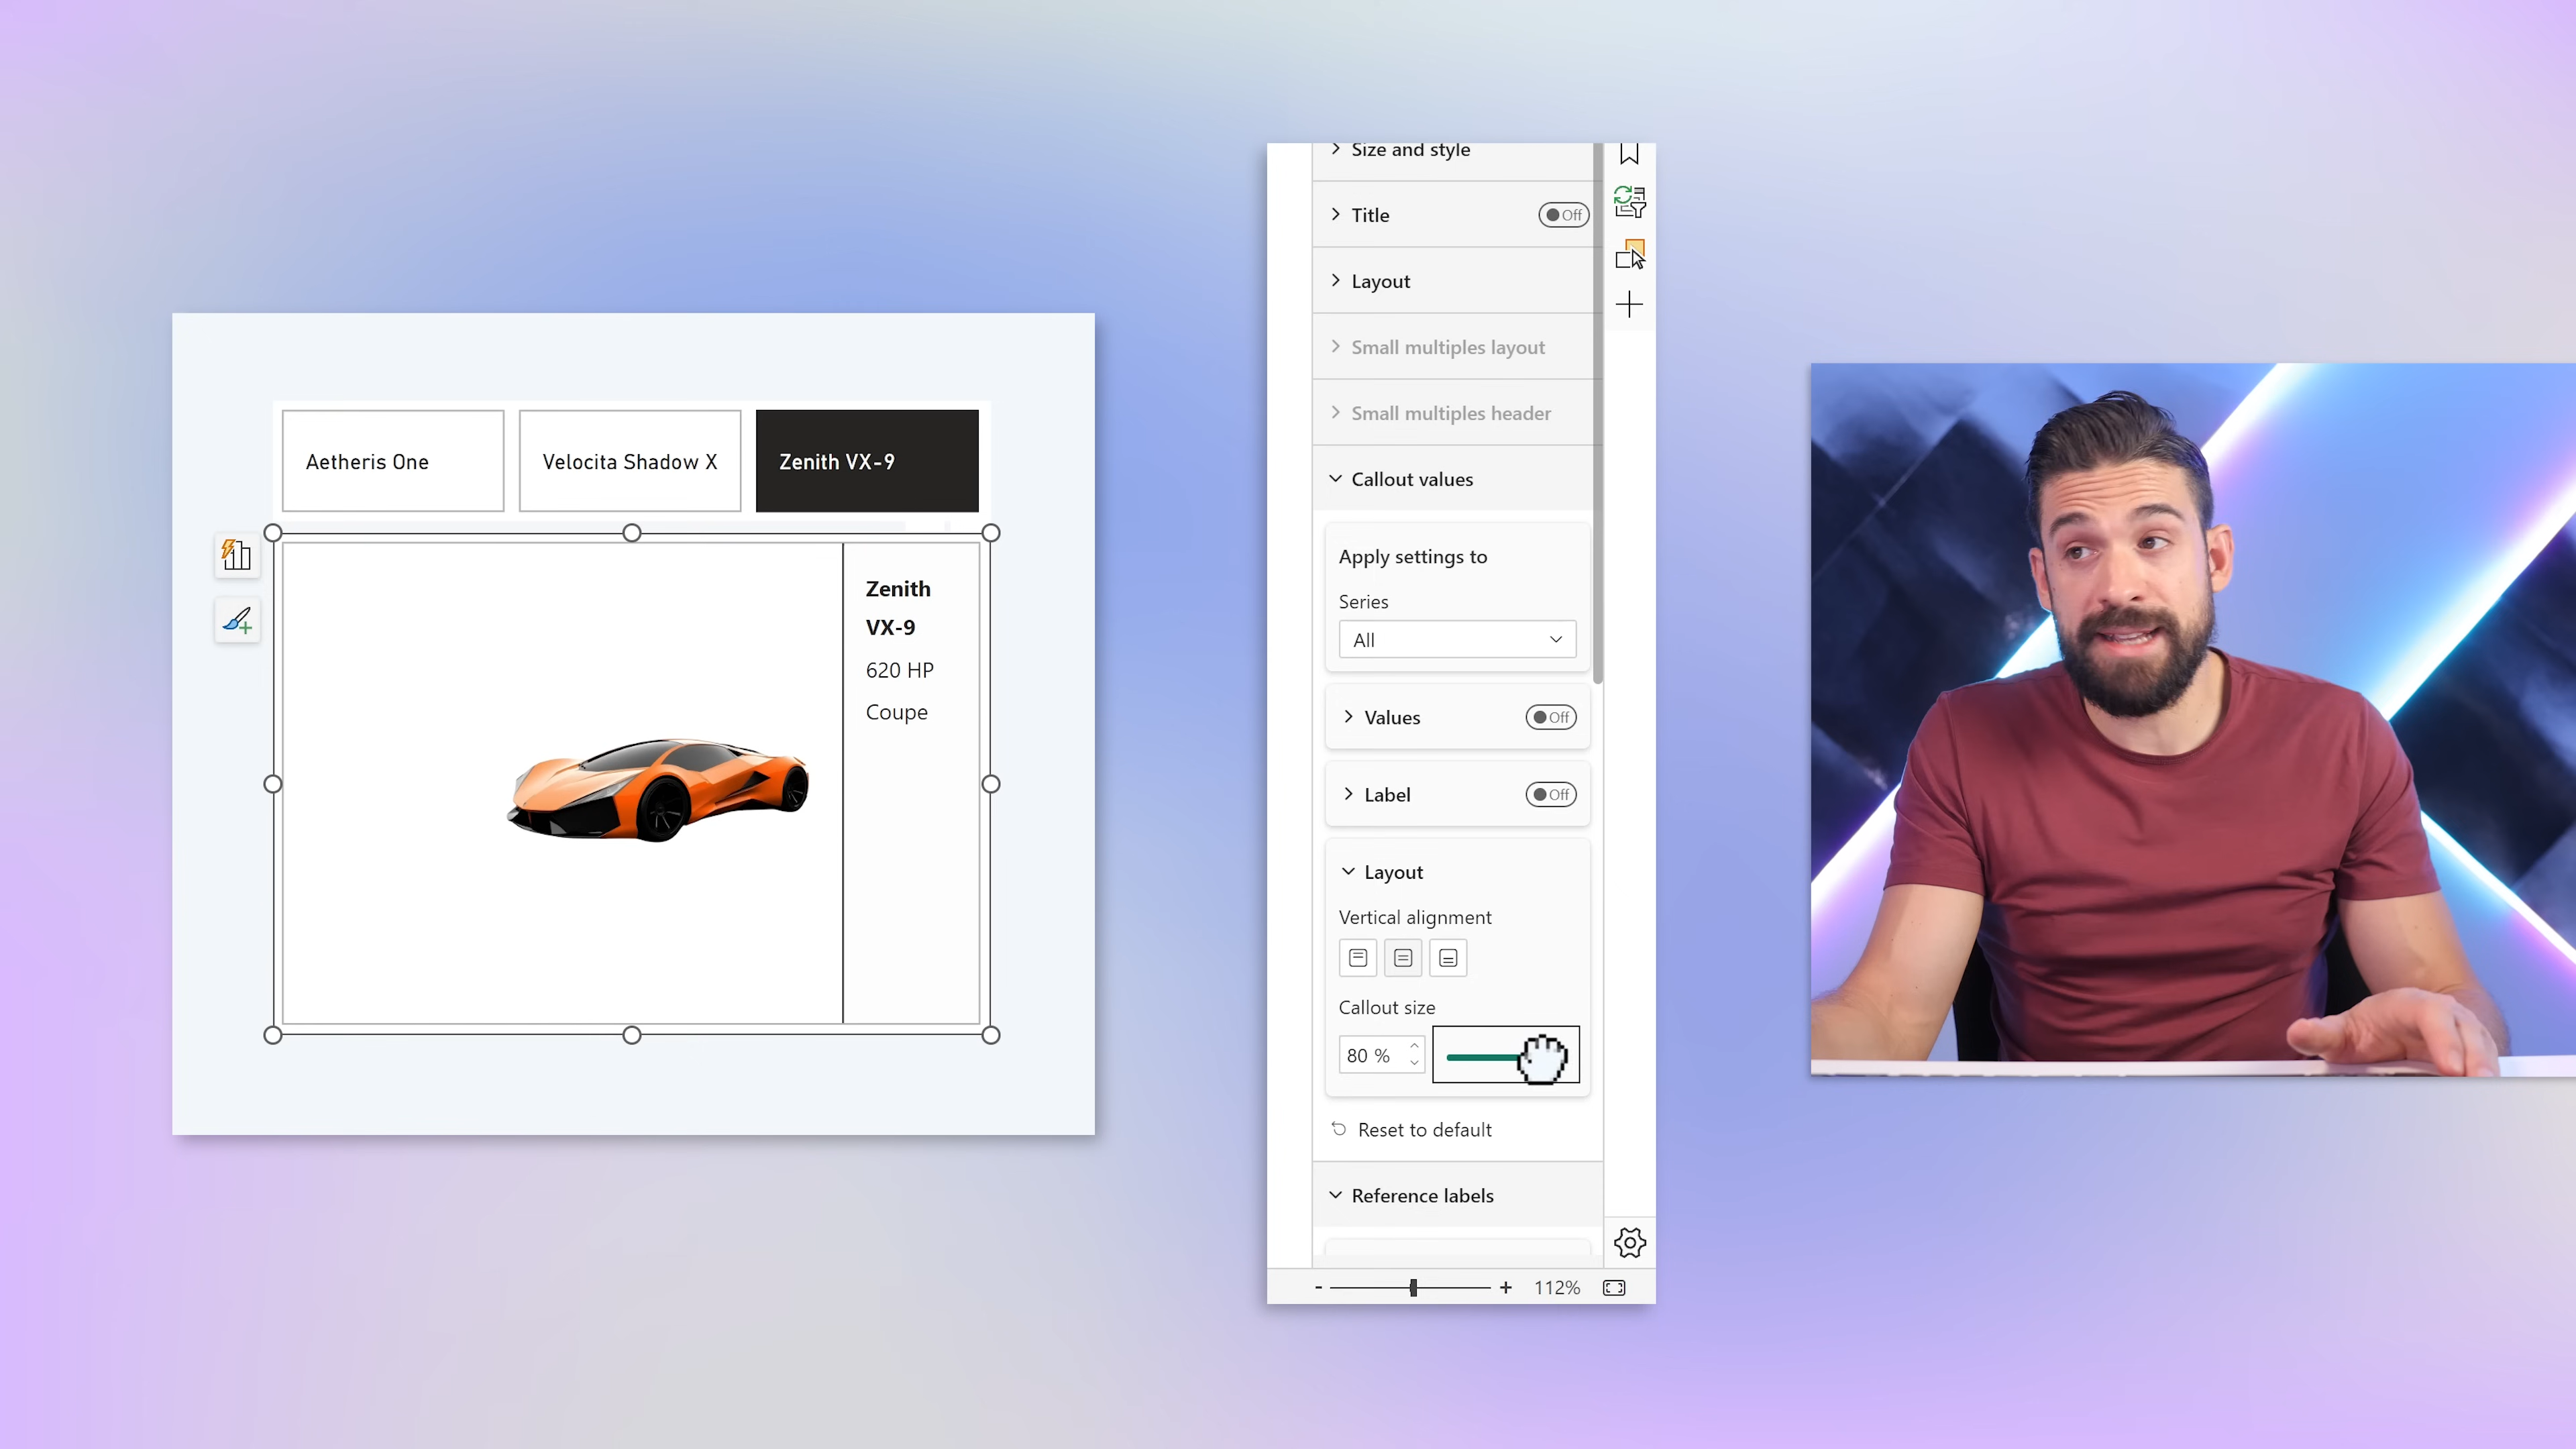 Aetheris One
Velocita Shadow X
Zenith VX-9
Zenith
VX-9
620 HP
Coupe
Size and style
Title
Off
Layout
Small multiples layout
Small multiples header
Callout values
Apply settings to
Series
All
Values
Off
Label
Off
Layout
Vertical alignment
Callout size
80 %
Reset to default
Reference labels
- + 112%